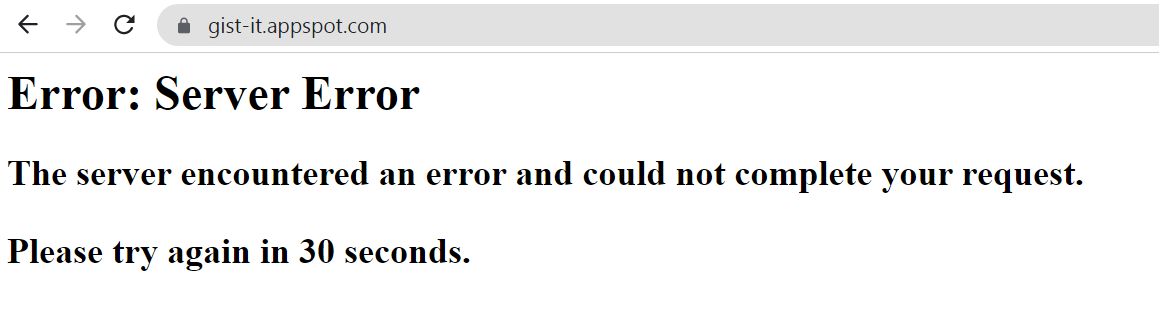 gist-it.appspot.com
Error: Server Error
The server encountered an error and could not complete your request.
Please try again in 30 seconds.